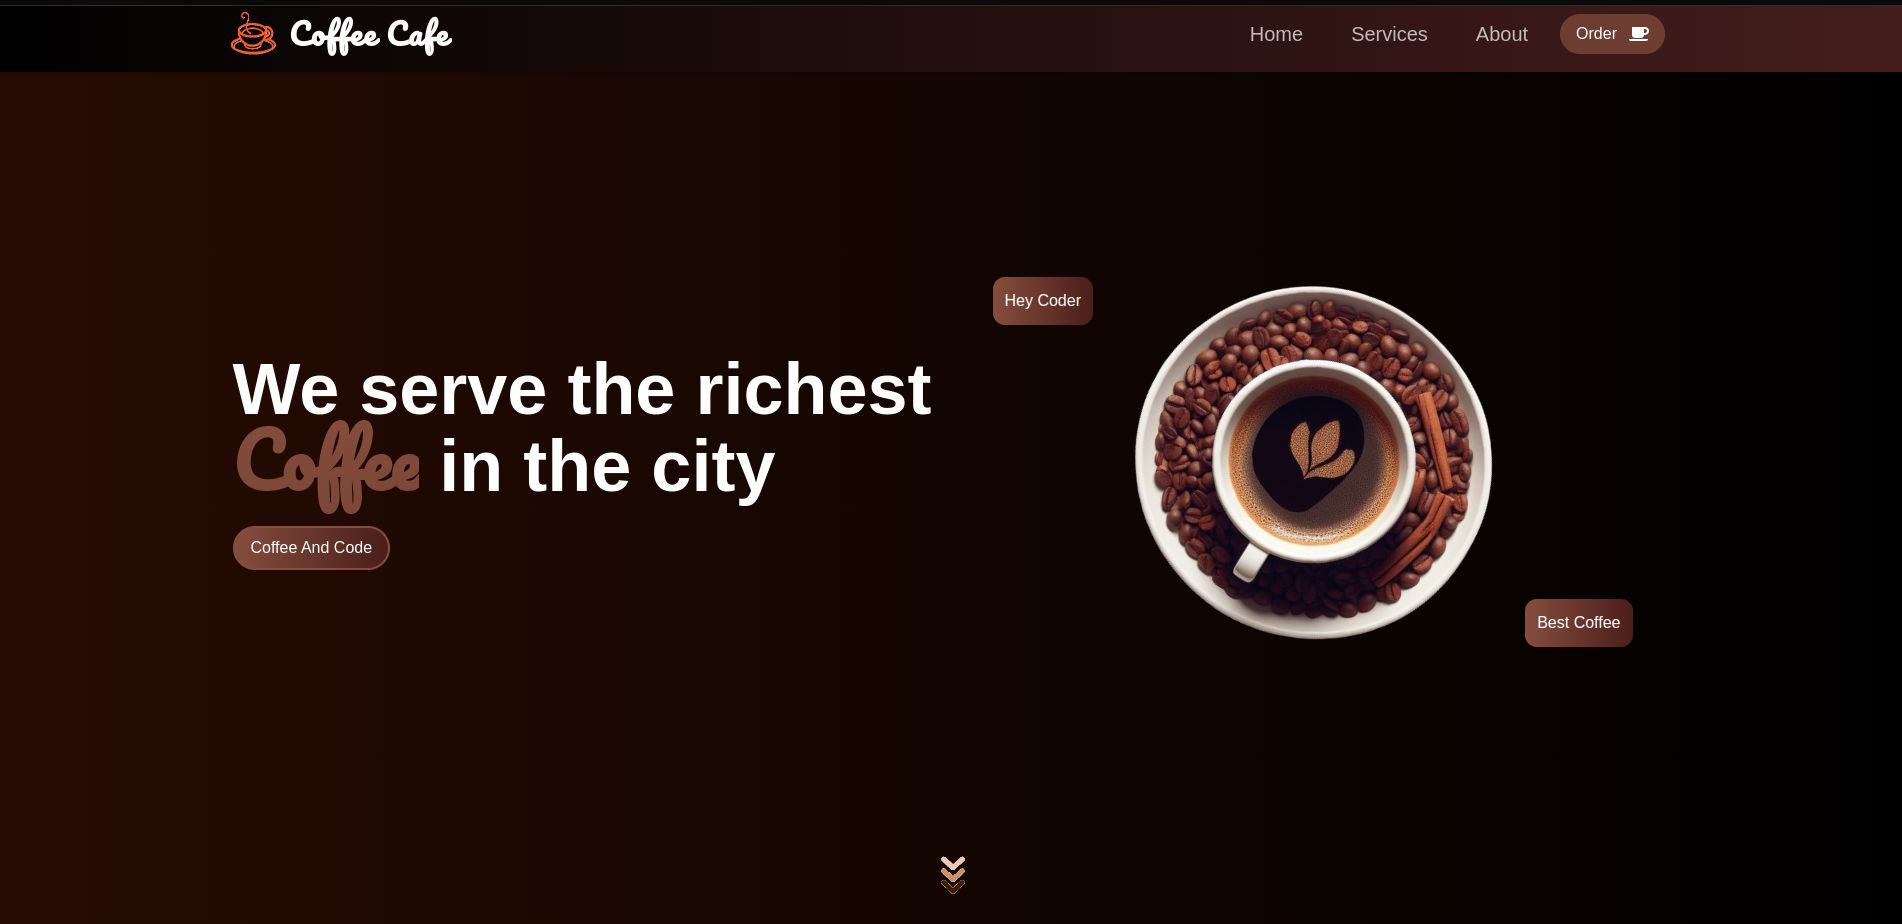 Coffee Cafe
Home
Services
About
Order
Hey Coder
We serve the richest
Coffee in the city
Coffee And Code
Best Coffee